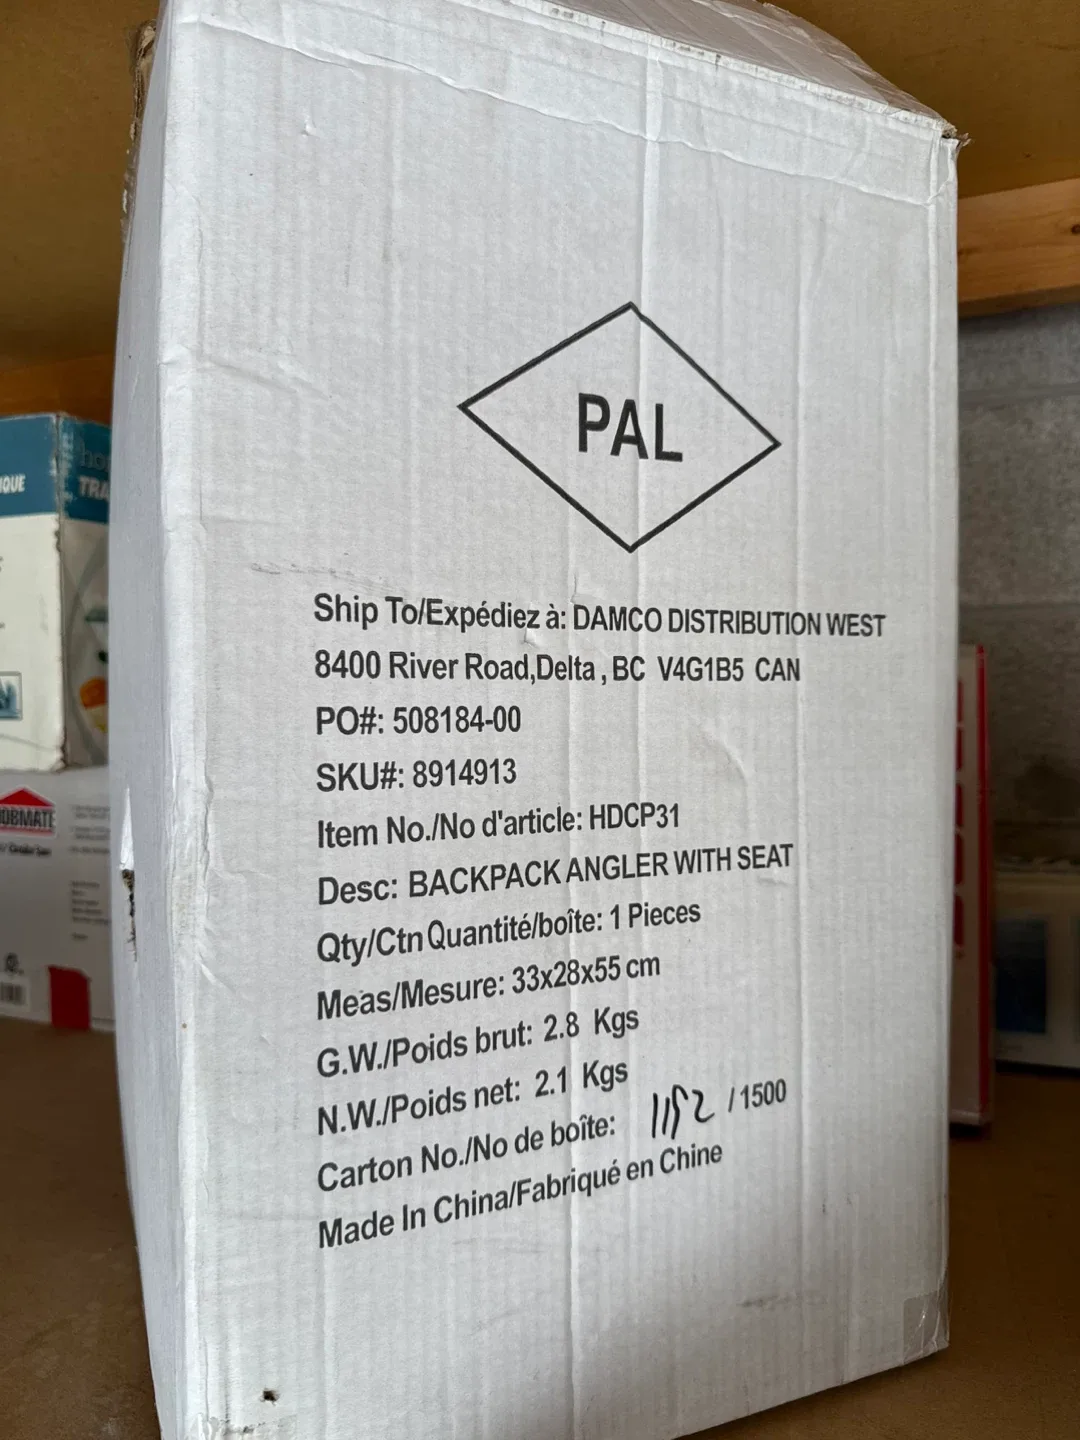 PAL
Ship To/Expédiez à: DAMCO DISTRIBUTION WEST
8400 River Road,Delta , BC V4G1B5 CAN
PO#: 508184-00
SKU#: 8914913
Item No./No d'article: HDCP31
Desc: BACKPACK ANGLER WITH SEAT
Qty/Ctn Quantité/boîte: 1 Pieces
Meas/Mesure: 33x28x55 cm
G.W./Poids brut: 2.8 Kgs
N.W./Poids net: 2.1 Kgs
Carton No./No de boîte: 1152 / 1500
Made In China/Fabriqué en Chine